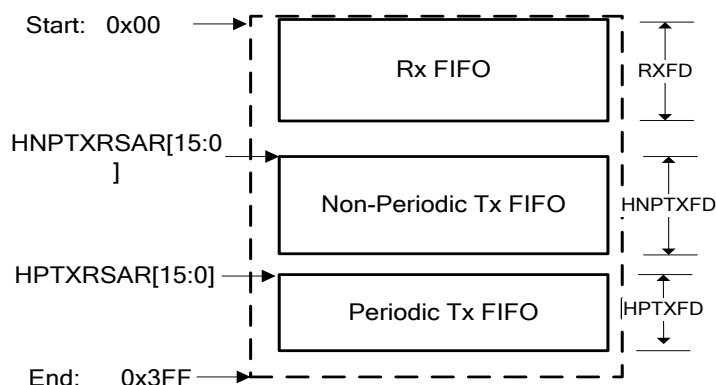 Start: 0x00
Rx FIFO
RXFD
HNPTXRSAR[15:0
]
Non-Periodic Tx FIFO
HNPTXFD
HPTXRSAR[15:0]
Periodic Tx FIFO
HPTXFD
End: 0x3FF